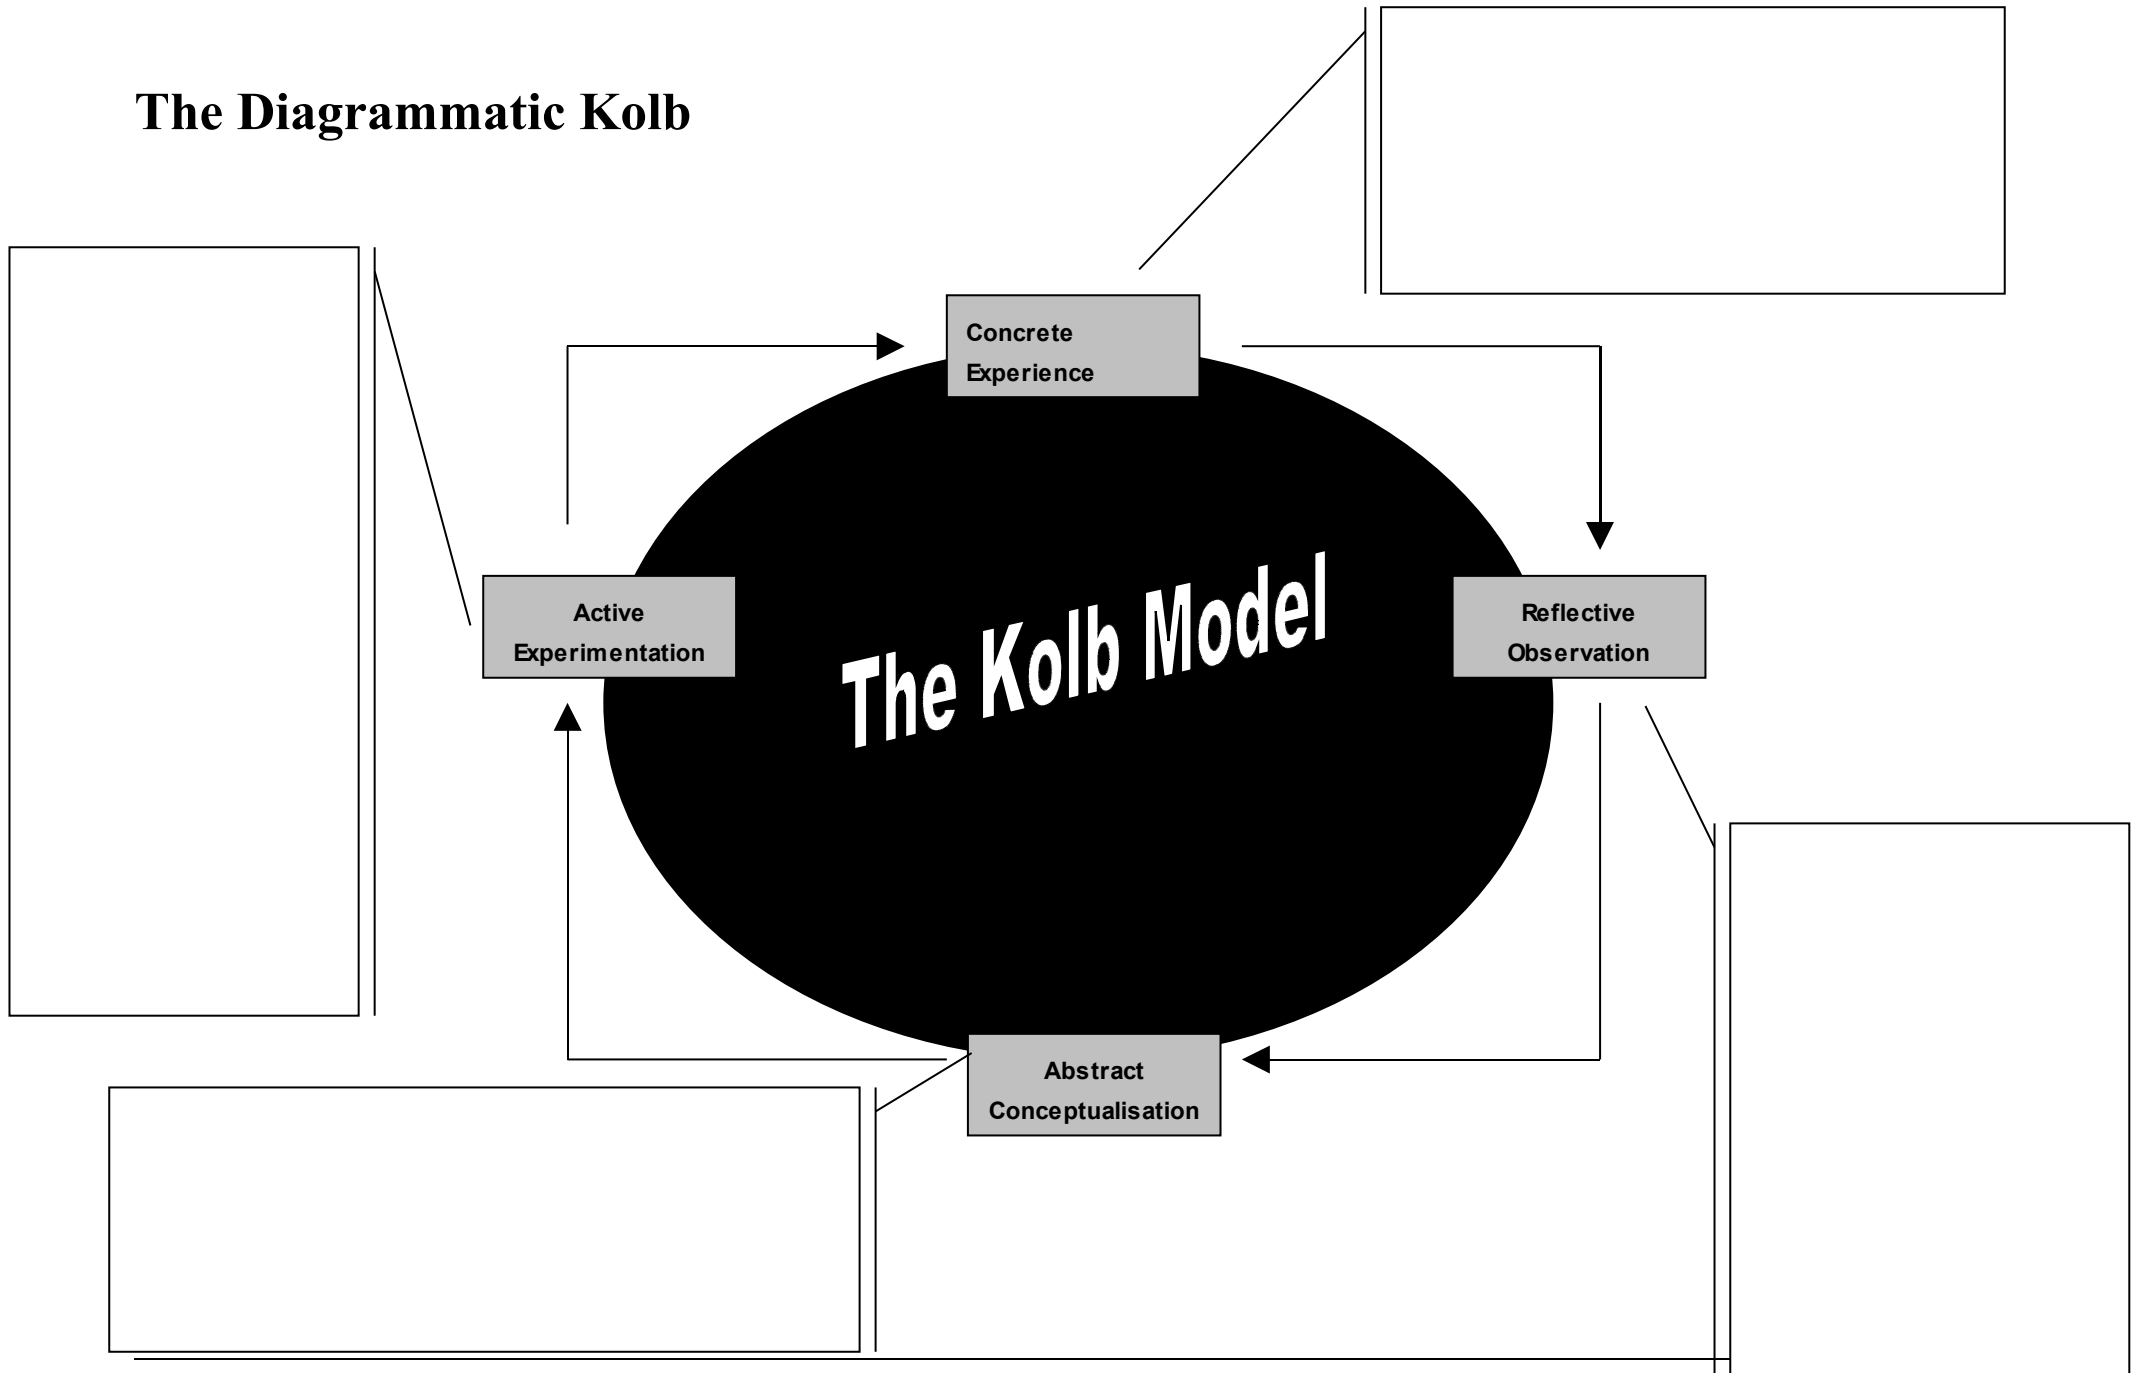 The Diagrammatic Kolb
Concrete
Experience
Active
Experimentation
The Kolb Model
Reflective
Observation
Abstract
Conceptualisation